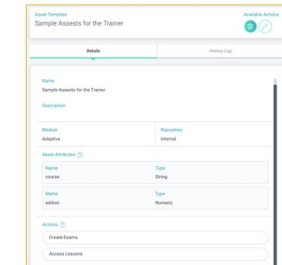 Asset Template
Available Actions
Sample Assests for the Trainer
Details
History Log
Name
Sample Assests for the Trainer
Description
Module
Repository
Adaptive
Internal
Asset Attributes
Name
Type
course
String
Name
Type
edition
Numeric
Actions
Create Exams
Access Lessons